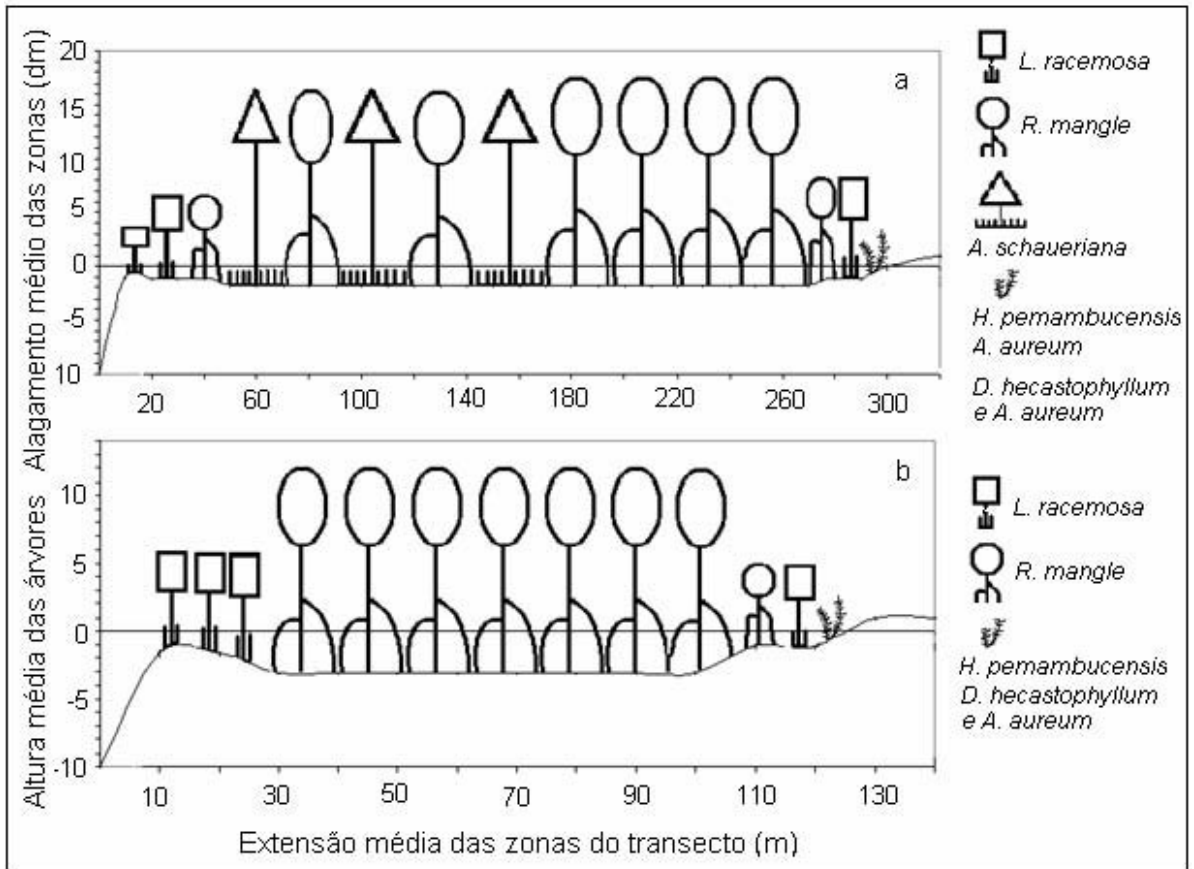 Alagamento médio das zonas (dm)
20
15
10
5
0
-5
10
a
20
60
100
140
180
220
260
300
L. racemosa
R. mangle
A. schaueriana
H. pernambucensis
A. aureum
D. hecastophyllum
e A. aureum
Altura média das árvores
10
5
0
-5
-10
b
10
30
50
70
90
110
130
L. racemosa
R. mangle
H. pernambucensis
D. hecastophyllum
e A. aureum
Extensão média das zonas do transecto (m)